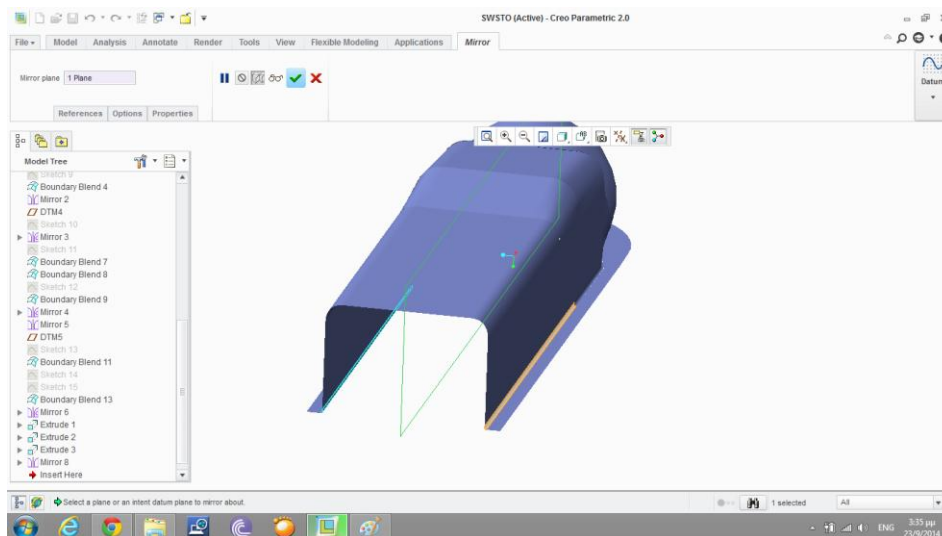 SWSTO (Active) - Creo Parametric 2.0
File Model Analysis Annotate Render Tools View Flexible Modeling Applications Mirror
Mirror plane 1 Plane
Datum
References Options Properties
Model Tree
Sketch 9
Boundary Blend 4
Mirror 2
DTM4
Sketch 10
Mirror 3
Sketch 11
Boundary Blend 7
Boundary Blend 8
Sketch 12
Boundary Blend 9
Mirror 4
Mirror 5
DTM5
Sketch 13
Boundary Blend 11
Sketch 14
Sketch 15
Boundary Blend 13
Mirror 6
Extrude 1
Extrude 2
Extrude 3
Mirror 8
Insert Here
Select a plane or an intent datum plane to mirror about.
1 selected
All
ENG
3:35 μμ
23/9/2014